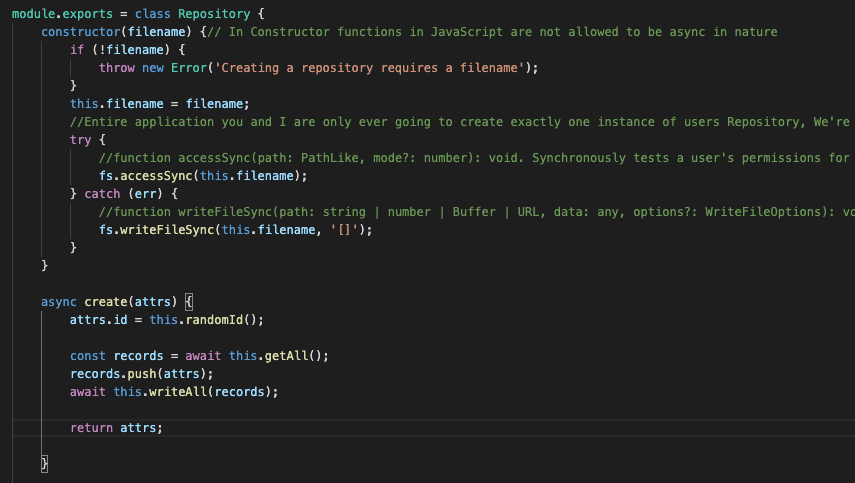 module.exports = class Repository {
constructor(filename) {// In Constructor functions in JavaScript are not allowed to be async in nature
if (!filename) {
throw new Error('Creating a repository requires a filename');
}
this.filename = filename;
//Entire application you and I are only ever going to create exactly one instance of users Repository, We're
try {
//function accessSync(path: PathLike, mode?: number): void. Synchronously tests a user's permissions for
fs.accessSync(this.filename);
} catch (err) {
//function writeFileSync(path: string | number | Buffer | URL, data: any, options?: WriteFileOptions): vo
fs.writeFileSync(this.filename, '[]');
}
}
async create(attrs) {
attrs.id = this.randomId();
const records = await this.getAll();
records.push(attrs);
await this.writeAll(records);
return attrs;
}